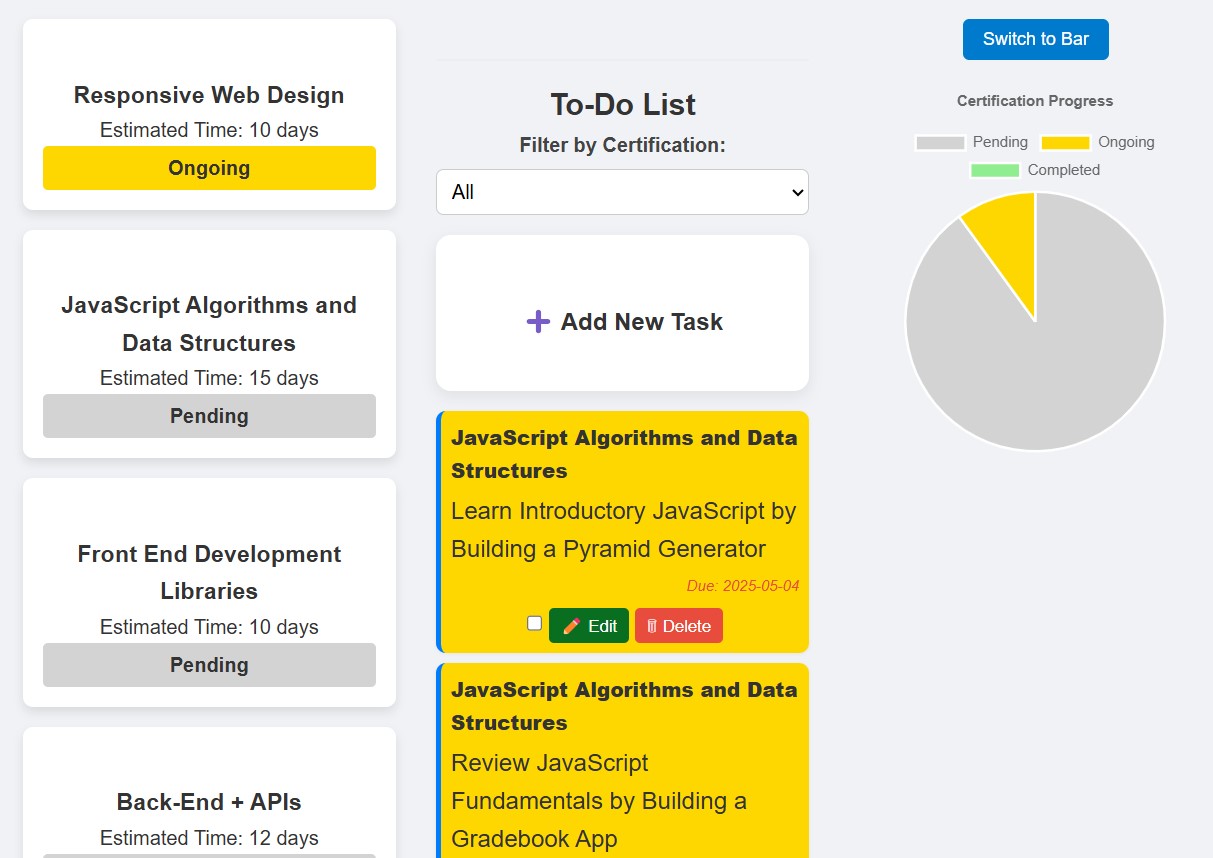 Responsive Web Design
Estimated Time: 10 days
Ongoing
JavaScript Algorithms and
Data Structures
Estimated Time: 15 days
Pending
Front End Development
Libraries
Estimated Time: 10 days
Pending
Back-End + APIs
Estimated Time: 12 days
To-Do List
Filter by Certification:
All
Add New Task
JavaScript Algorithms and Data
Structures
Learn Introductory JavaScript by
Building a Pyramid Generator
Due: 2025-05-04
Edit
Delete
JavaScript Algorithms and Data
Structures
Review JavaScript
Fundamentals by Building a
Gradebook App
Switch to Bar
Certification Progress
Pending
Ongoing
Completed